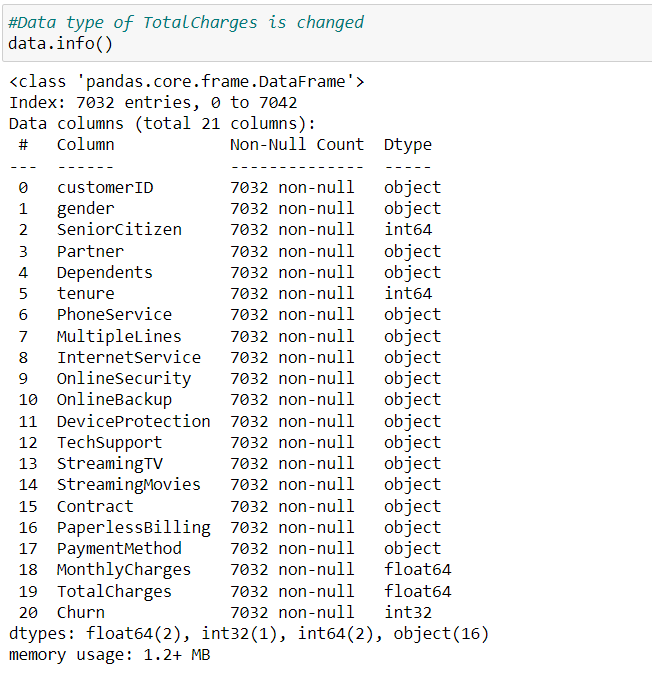 #Data type of TotalCharges is changed
data.info()
<class 'pandas.core.frame.DataFrame'>
Index: 7032 entries, 0 to 7042
Data columns (total 21 columns):
 #   Column            Non-Null Count  Dtype
---  ------            --------------  -----
 0   customerID        7032 non-null   object
 1   gender            7032 non-null   object
 2   SeniorCitizen     7032 non-null   int64
 3   Partner           7032 non-null   object
 4   Dependents        7032 non-null   object
 5   tenure            7032 non-null   int64
 6   PhoneService      7032 non-null   object
 7   MultipleLines     7032 non-null   object
 8   InternetService   7032 non-null   object
 9   OnlineSecurity    7032 non-null   object
 10  OnlineBackup      7032 non-null   object
 11  DeviceProtection  7032 non-null   object
 12  TechSupport       7032 non-null   object
 13  StreamingTV       7032 non-null   object
 14  StreamingMovies   7032 non-null   object
 15  Contract          7032 non-null   object
 16  PaperlessBilling  7032 non-null   object
 17  PaymentMethod     7032 non-null   object
 18  MonthlyCharges    7032 non-null   float64
 19  TotalCharges      7032 non-null   float64
 20  Churn             7032 non-null   int32
dtypes: float64(2), int32(1), int64(2), object(16)
memory usage: 1.2+ MB